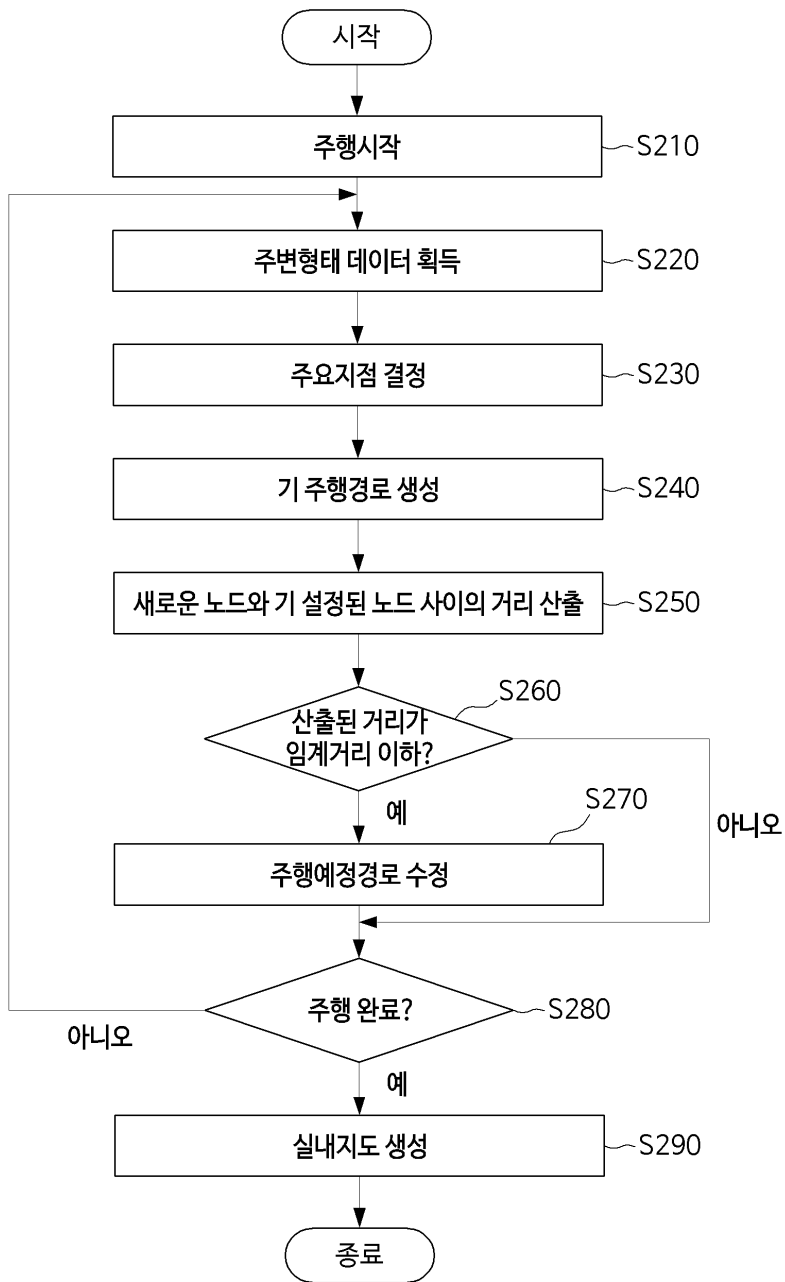 시작
주행시작
S210
주변형태 데이터 획득
S220
주요지점 결정
S230
기 주행경로 생성
S240
새로운 노드와 기 설정된 노드 사이의 거리 산출
S250
S260
산출된 거리가
임계거리 이하?
예
S270
아니오
주행예정경로 수정
주행 완료?
S280
아니오
예
실내지도 생성
S290
종료